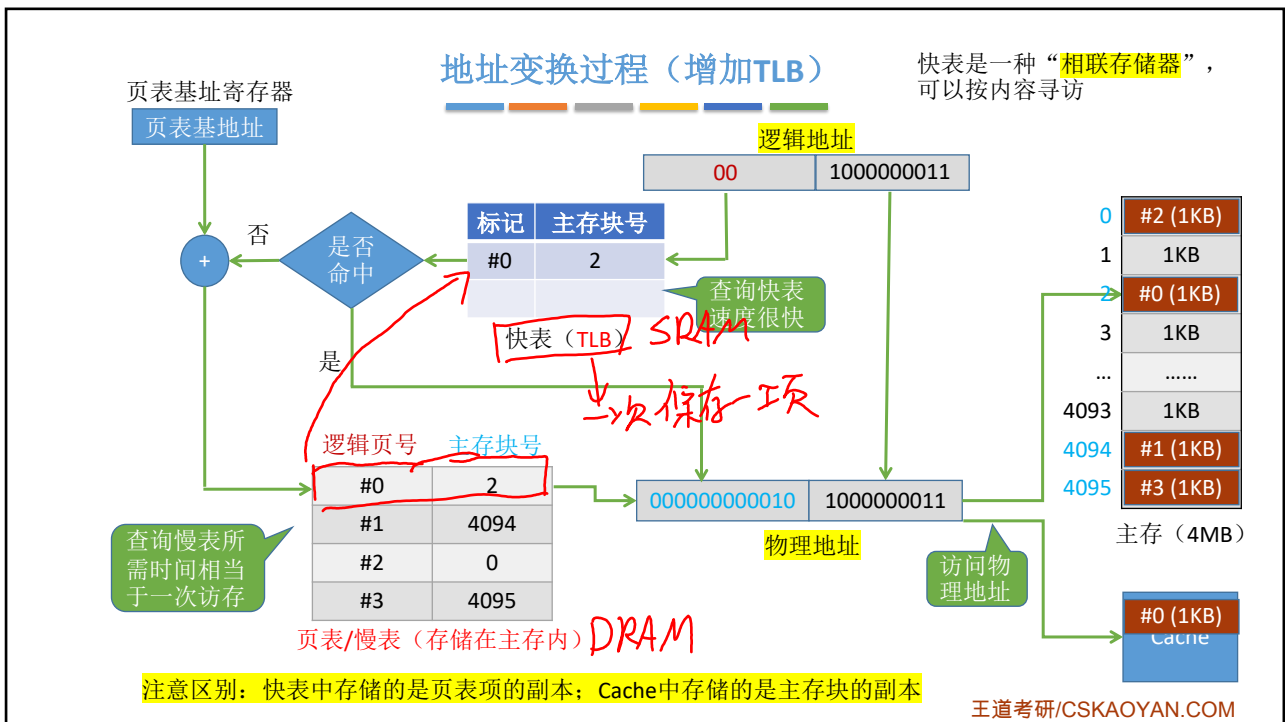 地址变换过程（增加TLB）
快表是一种“相联存储器”，
可以按内容寻访
页表基址寄存器
页表基地址
逻辑地址
00 1000000011
标记 主存块号
#0 2
是否
命中
否
+
是
查询快表
速度很快
快表（TLB） SRAM
一次保存一项
0 #2 (1KB)
1 1KB
2 #0 (1KB)
3 1KB
... ……
4093 1KB
4094 #1 (1KB)
4095 #3 (1KB)
主存（4MB）
逻辑页号 主存块号
#0 2
#1 4094
#2 0
#3 4095
查询慢表所
需时间相当
于一次访存
页表/慢表（存储在主存内） DRAM
000000000010 1000000011
物理地址
访问物
理地址
#0 (1KB)
Cache
注意区别：快表中存储的是页表项的副本；Cache中存储的是主存块的副本
王道考研/CSKAOYAN.COM